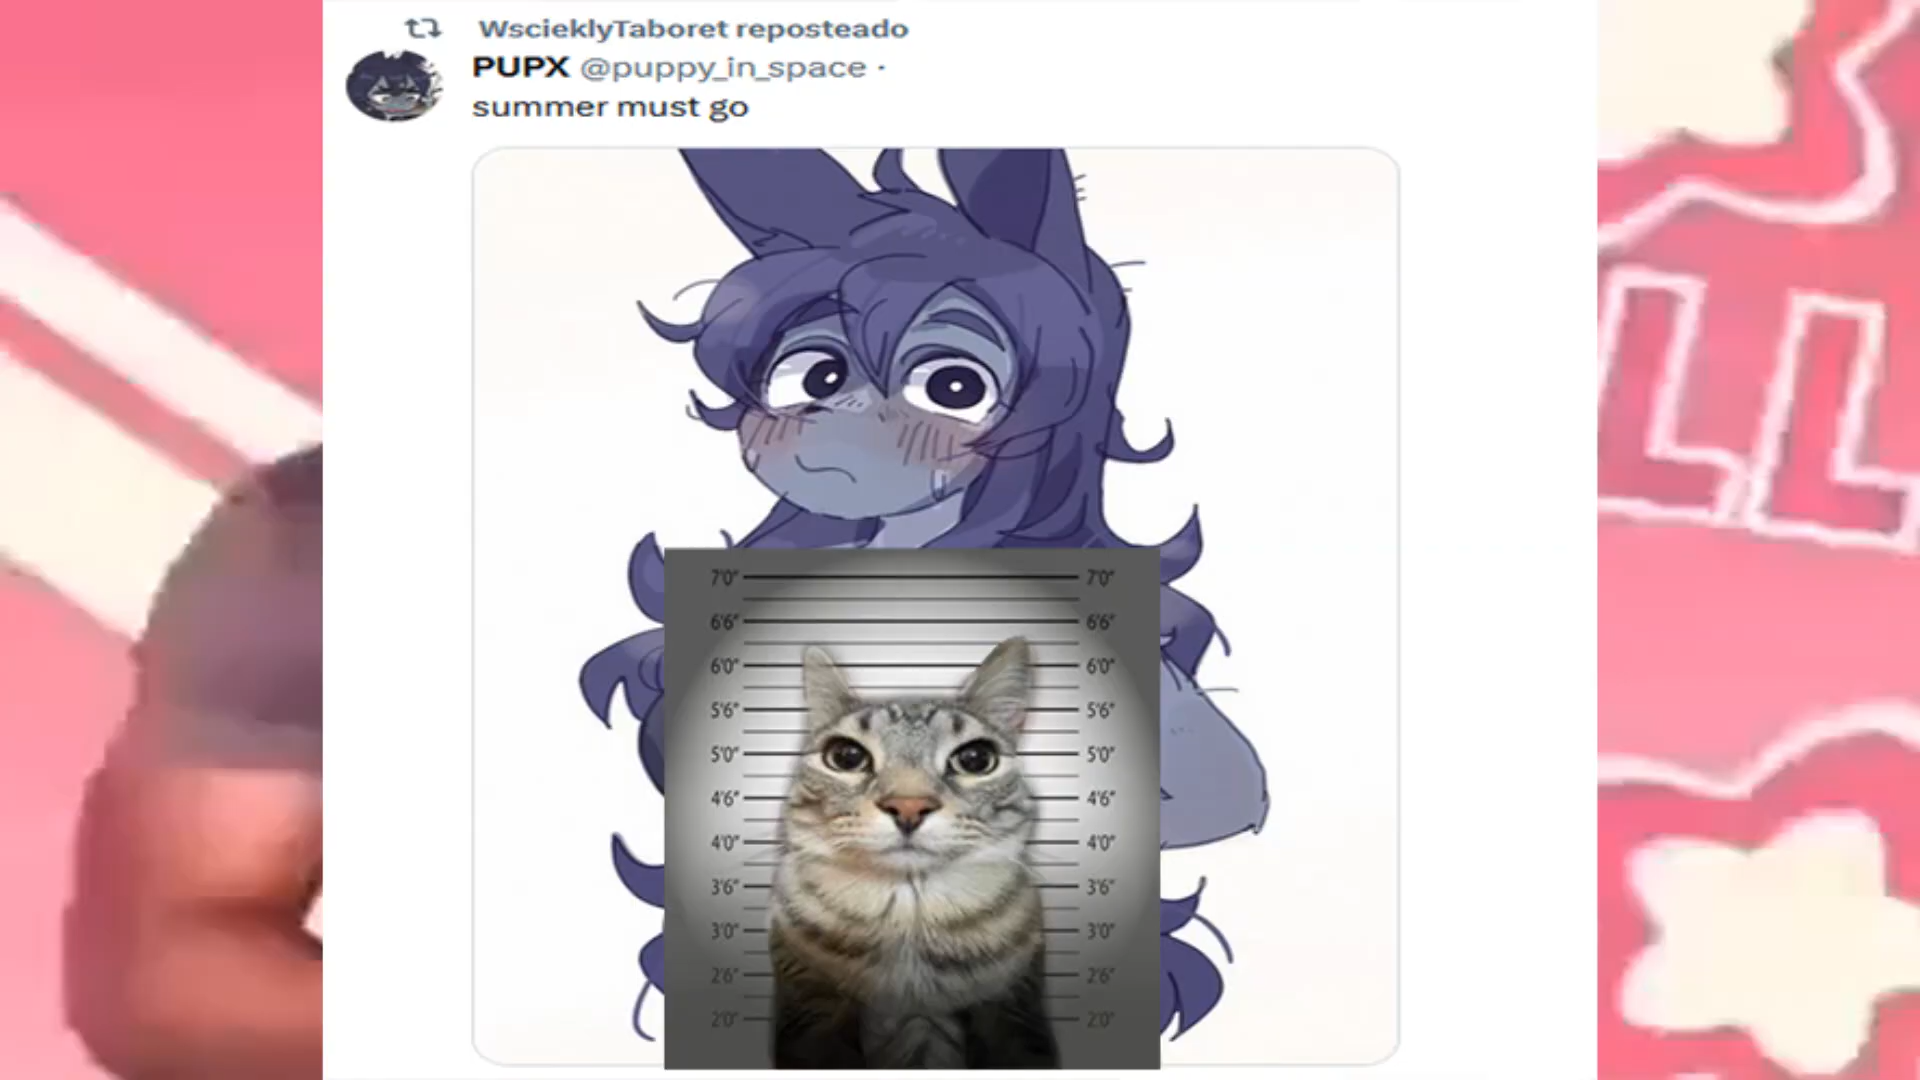 WscieklyTaboret reposteado
PUPX @puppy_in_space ·
summer must go
7'0" 7'0"
6'6" 6'6"
6'0" 6'0"
5'6" 5'6"
5'0" 5'0"
4'6" 4'6"
4'0" 4'0"
3'6" 3'6"
3'0" 3'0"
2'6" 2'6"
2'0" 2'0"
LL